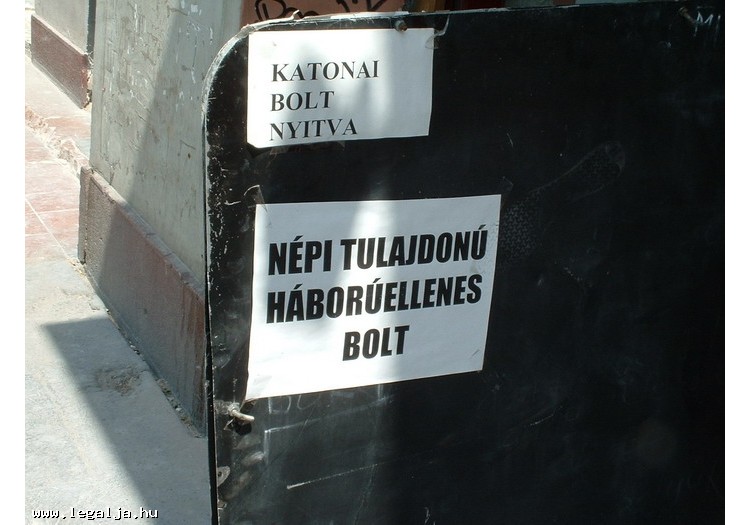 KATONAI
BOLT
NYITVA
NÉPI TULAJDONÚ
HÁBORÚELLENES
BOLT
www.legalja.hu